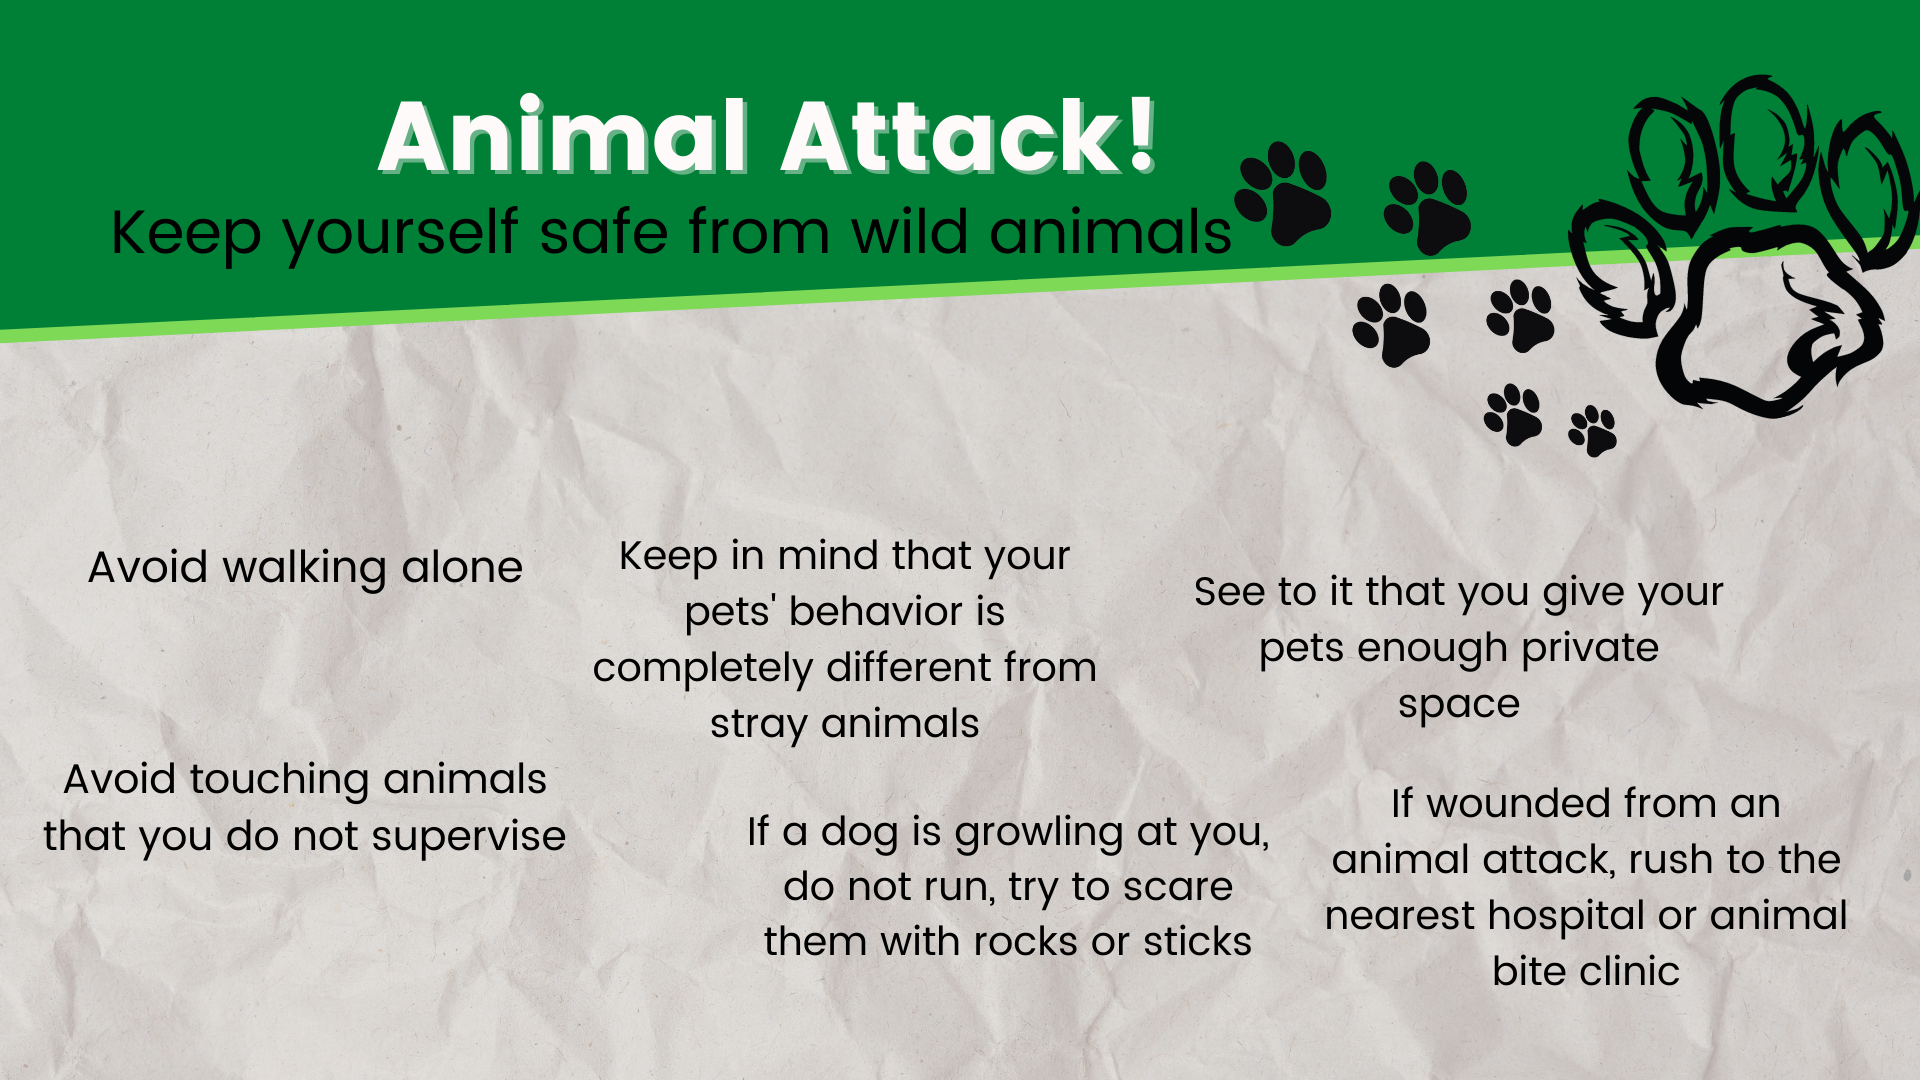 Animal Attack!
Keep yourself safe from wild animals
Avoid walking alone
Keep in mind that your
pets' behavior is
completely different from
stray animals
See to it that you give your
pets enough private
space
Avoid touching animals
that you do not supervise
If a dog is growling at you,
do not run, try to scare
them with rocks or sticks
If wounded from an
animal attack, rush to the
nearest hospital or animal
bite clinic